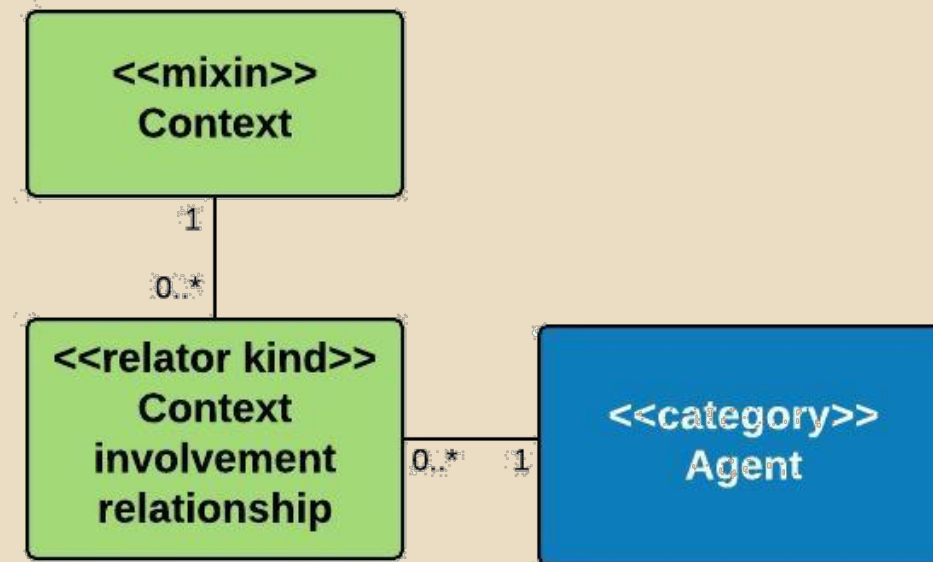 <<mixin>>
Context
1
0..*
<<relator kind>>
Context
involvement
relationship
0..* 1
<<category>>
Agent